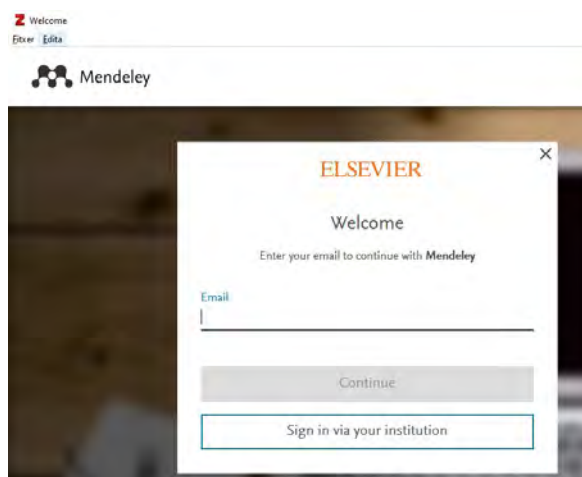 Z Welcome
Fitxer Edita
Mendeley
ELSEVIER
Welcome
Enter your email to continue with Mendeley
Email
Continue
Sign in via your institution